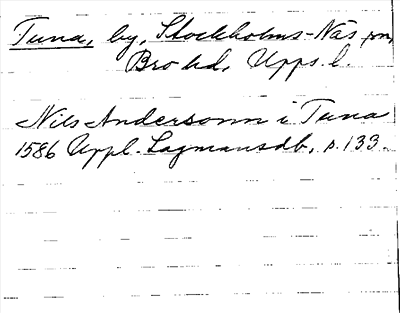 Tuna, by, Stockholms-Näs sn,
Bro hd, Upps. l.
Nils Andersonn i Tuna
1586 Uppl. Lagmansdb, s. 133.